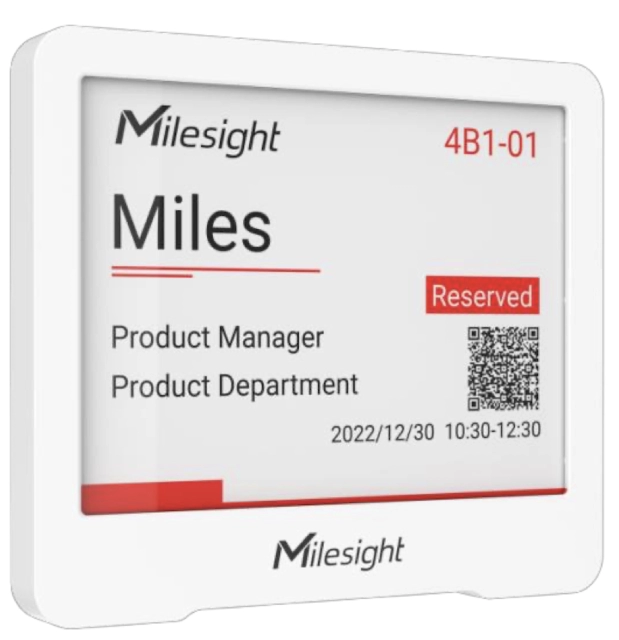 Milesight
4B1-01
Miles
Reserved
Product Manager
Product Department
2022/12/30 10:30-12:30
Milesight